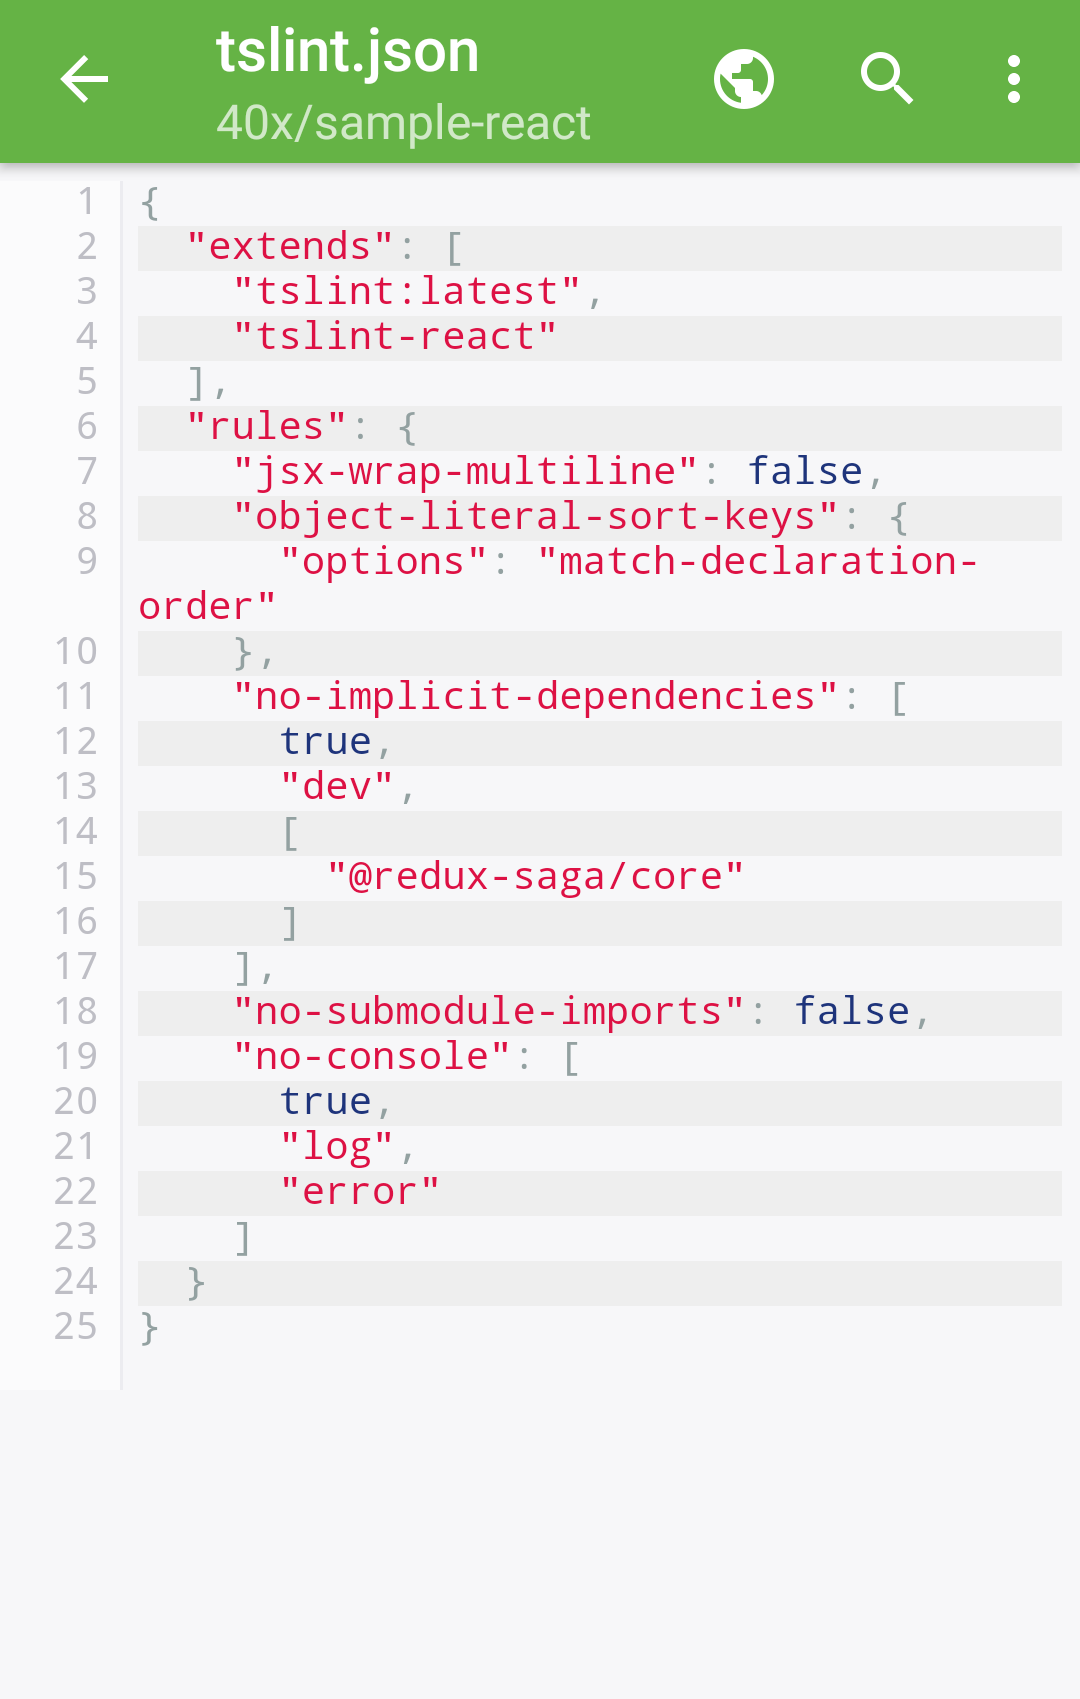 tslint.json
40x/sample-react
1 {
2   "extends": [
3     "tslint:latest",
4     "tslint-react"
5   ],
6   "rules": {
7     "jsx-wrap-multiline": false,
8     "object-literal-sort-keys": {
9       "options": "match-declaration-
order"
10     },
11     "no-implicit-dependencies": [
12       true,
13       "dev",
14       [
15         "@redux-saga/core"
16       ]
17     ],
18     "no-submodule-imports": false,
19     "no-console": [
20       true,
21       "log",
22       "error"
23     ]
24   }
25 }